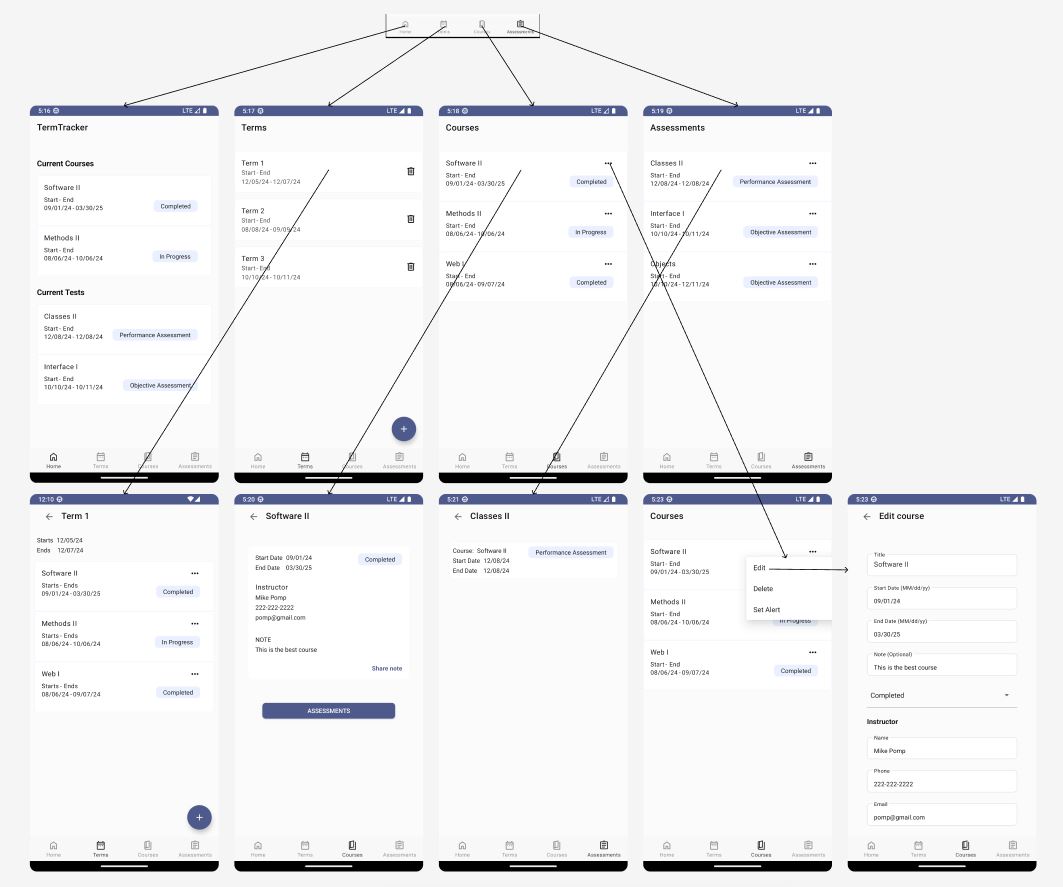 Home Terms Courses Assessments
5:16 LTE
TermTracker
Current Courses
Software II
Start - End
09/01/24 - 03/30/25
Completed
Methods II
Start - End
08/06/24 - 10/06/24
In Progress
Current Tests
Classes II
Start - End
12/08/24 - 12/08/24
Performance Assessment
Interface I
Start - End
10/10/24 - 10/11/24
Objective Assessment
Home Terms Courses Assessments
5:17 LTE
Terms
Term 1
Start - End
12/05/24 - 12/07/24
Term 2
Start - End
08/08/24 - 09/09/24
Term 3
Start - End
10/10/24 - 10/11/24
+
Home Terms Courses Assessments
5:18 LTE
Courses
Software II
Start - End
09/01/24 - 03/30/25
Completed
Methods II
Start - End
08/06/24 - 10/06/24
In Progress
Web I
Start - End
08/06/24 - 09/07/24
Completed
Home Terms Courses Assessments
5:19 LTE
Assessments
Classes II
Start - End
12/08/24 - 12/08/24
Performance Assessment
Interface I
Start - End
10/10/24 - 10/11/24
Objective Assessment
Objects
Start - End
10/10/24 - 12/11/24
Objective Assessment
Home Terms Courses Assessments
12:10
Term 1
Starts 12/05/24
Ends 12/07/24
Software II
Starts - Ends
09/01/24 - 03/30/25
Completed
Methods II
Starts - Ends
08/06/24 - 10/06/24
In Progress
Web I
Starts - Ends
08/06/24 - 09/07/24
Completed
+
Home Terms Courses Assessments
5:20 LTE
Software II
Start Date 09/01/24
End Date 03/30/25
Completed
Instructor
Mike Pomp
222-222-2222
pomp@gmail.com
NOTE
This is the best course
Share note
ASSESSMENTS
Home Terms Courses Assessments
5:21 LTE
Classes II
Course: Software II
Start Date 12/08/24
End Date 12/08/24
Performance Assessment
Home Terms Courses Assessments
5:23 LTE
Courses
Software II
Start - End
09/01/24 - 03/30/25
Edit
Delete
Set Alert
Methods II
Start - End
08/06/24 - 10/06/24
In Progress
Web I
Start - End
08/06/24 - 09/07/24
Completed
Home Terms Courses Assessments
5:23 LTE
Edit course
Title
Software II
Start Date (MM/dd/yy)
09/01/24
End Date (MM/dd/yy)
03/30/25
Note (Optional)
This is the best course
Completed
Instructor
Name
Mike Pomp
Phone
222-222-2222
Email
pomp@gmail.com
Home Terms Courses Assessments